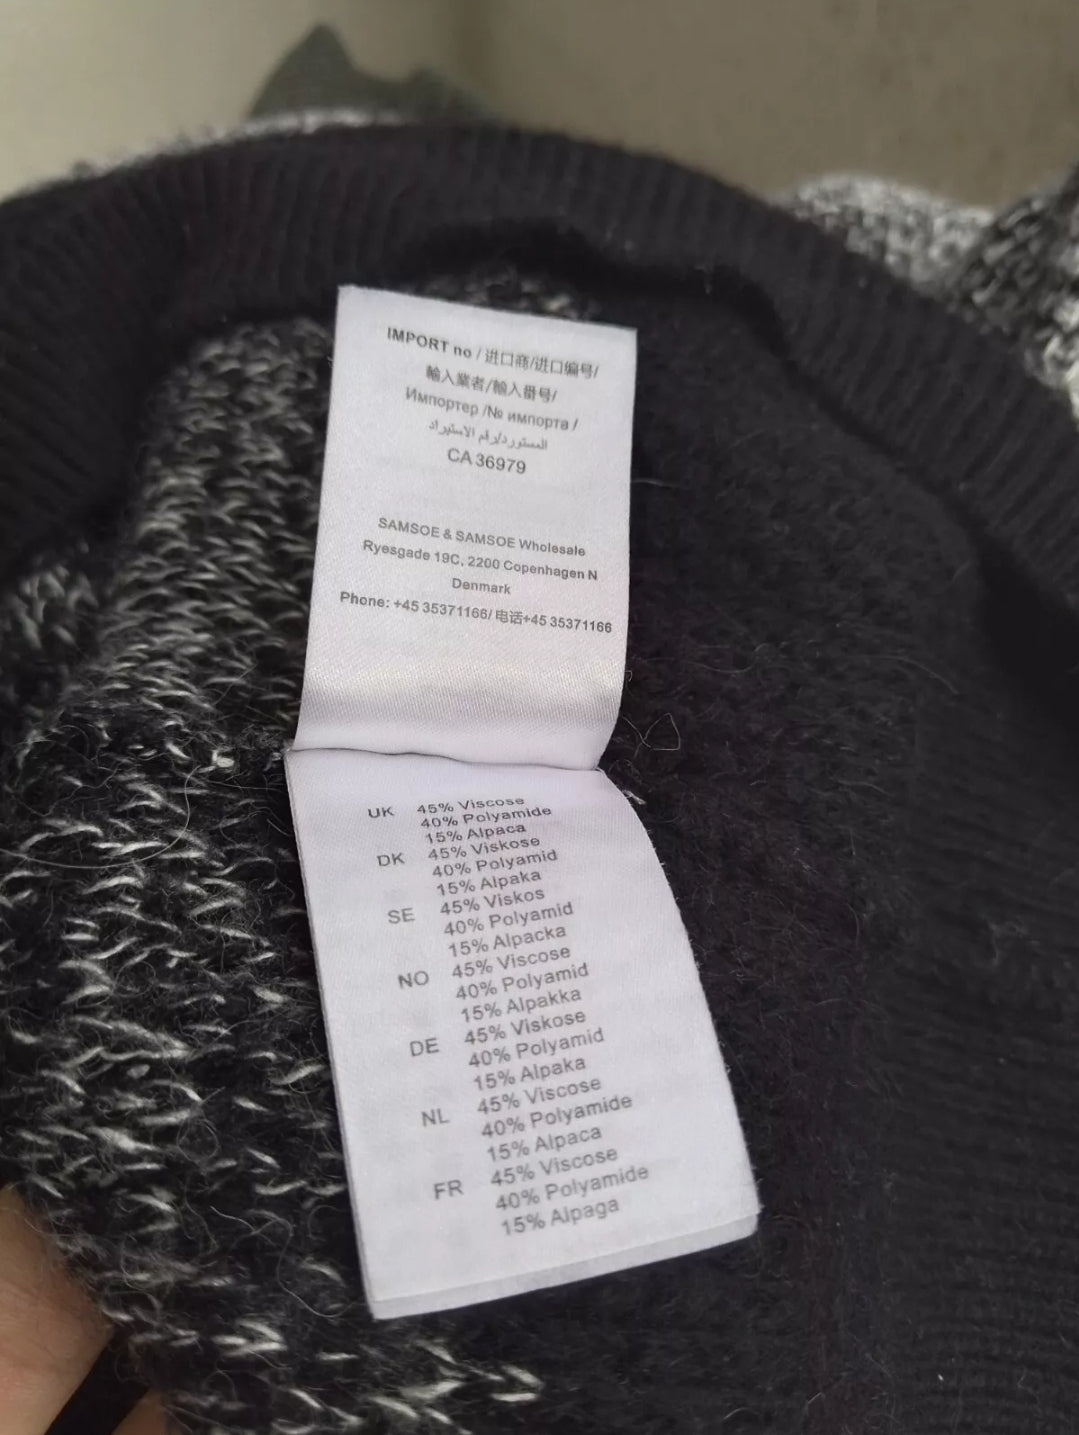 IMPORT no / 进口商/进口编号/
輸入業者/輸入番号/
Импортер /№ импорта /
المستورد/رقم الاستيراد
CA 36979
SAMSOE & SAMSOE Wholesale
Ryesgade 19C, 2200 Copenhagen N
Denmark
Phone: +45 35371166/ 电话+45 35371166
UK 45% Viscose
40% Polyamide
15% Alpaca
DK 45% Viskose
40% Polyamid
15% Alpaka
SE 45% Viskos
40% Polyamid
15% Alpacka
NO 45% Viscose
40% Polyamid
15% Alpakka
DE 45% Viskose
40% Polyamid
15% Alpaka
NL 45% Viscose
40% Polyamide
15% Alpaca
FR 45% Viscose
40% Polyamide
15% Alpaga